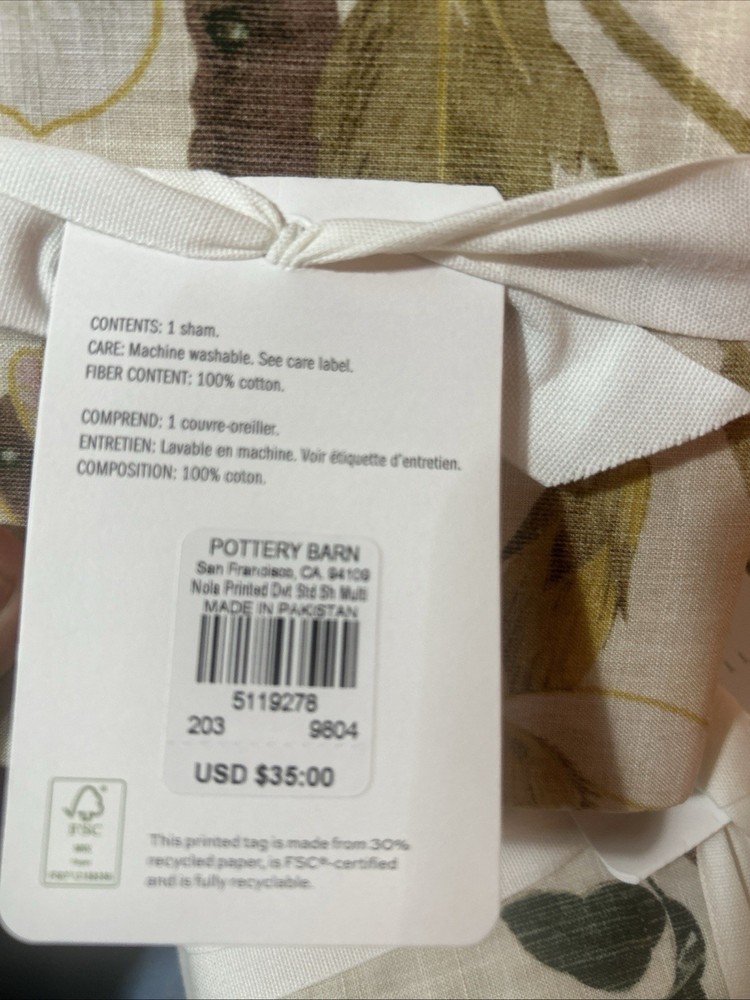 CONTENTS: 1 sham.
CARE: Machine washable. See care label.
FIBER CONTENT: 100% cotton.
COMPREND: 1 couvre-oreiller.
ENTRETIEN: Lavable en machine. Voir étiquette d'entretien.
COMPOSITION: 100% coton.
POTTERY BARN
San Francisco, CA 94109
Nola Printed Dvt Std Sh Multi
MADE IN PAKISTAN
5119278
203 9804
USD $35:00
FSC
This printed tag is made from 30%
recycled paper, is FSC®-certified
and is fully recyclable.